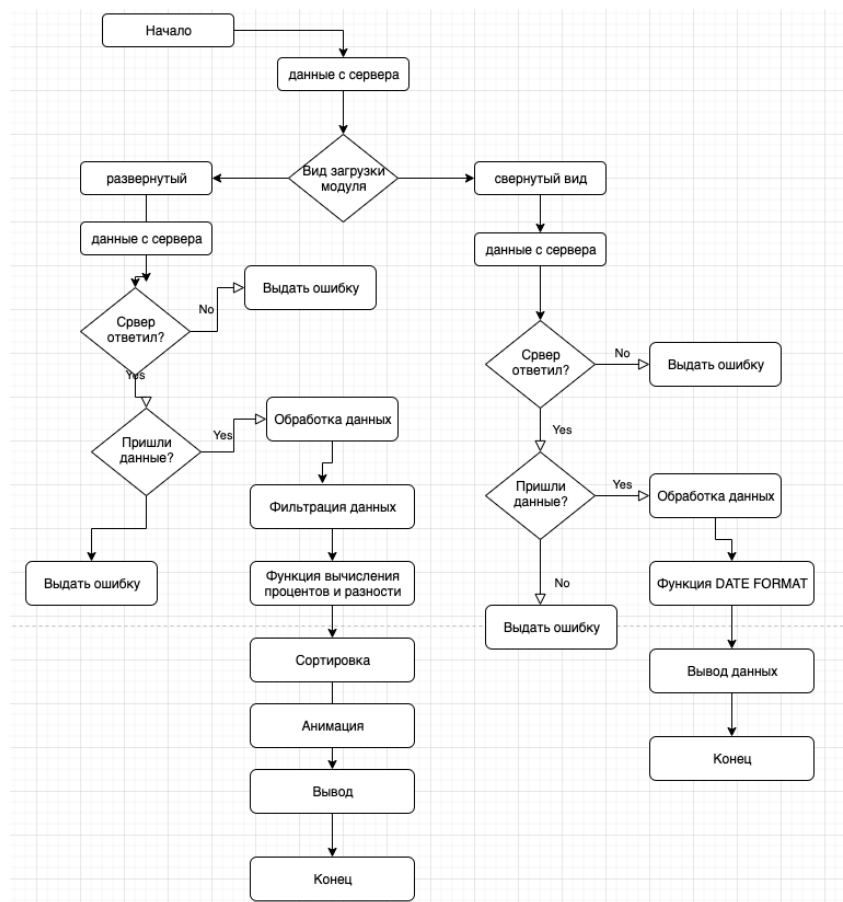 Начало
данные с сервера
Вид загрузки
модуля
развернутый
свернутый вид
данные с сервера
данные с сервера
Выдать ошибку
No
Срвер
ответил?
Yes
Срвер
ответил?
No
Выдать ошибку
Yes
Пришли
данные?
Yes
Обработка данных
Пришли
данные?
Yes
Обработка данных
Фильтрация данных
Выдать ошибку
Функция вычисления
процентов и разности
No
Функция DATE FORMAT
Выдать ошибку
Сортировка
Вывод данных
Анимация
Конец
Вывод
Конец